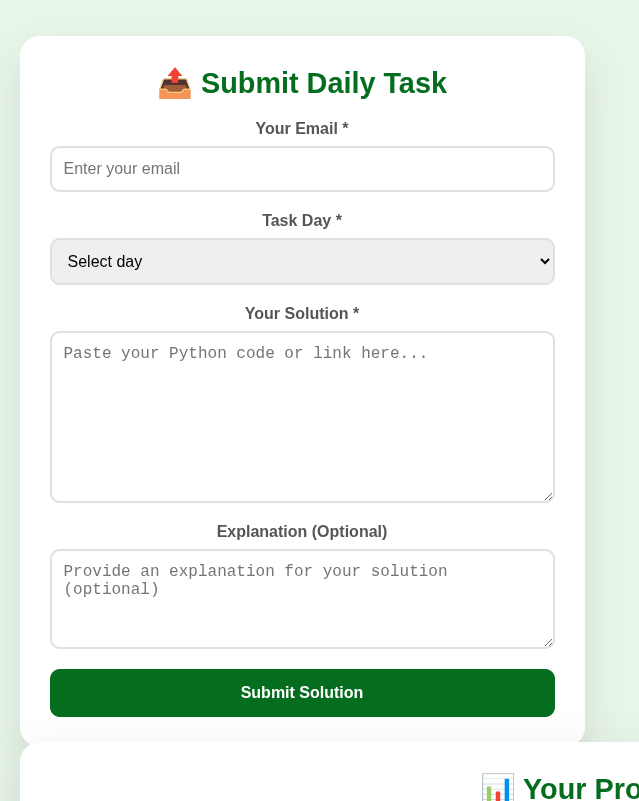 📤 Submit Daily Task
Your Email *
Enter your email
Task Day *
Select day
Your Solution *
Paste your Python code or link here...
Explanation (Optional)
Provide an explanation for your solution
(optional)
Submit Solution
📊 Your Pro